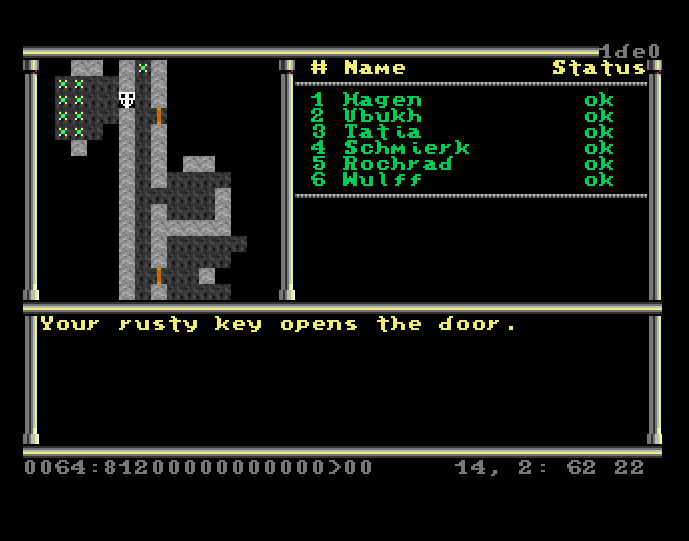 1de0
# Name Status
1 Hagen ok
2 Ubukh ok
3 Tatia ok
4 Schmierk ok
5 Rochrad ok
6 Wulff ok
Your rusty key opens the door.
0064:8120000000000000>00 14, 2: 62 22